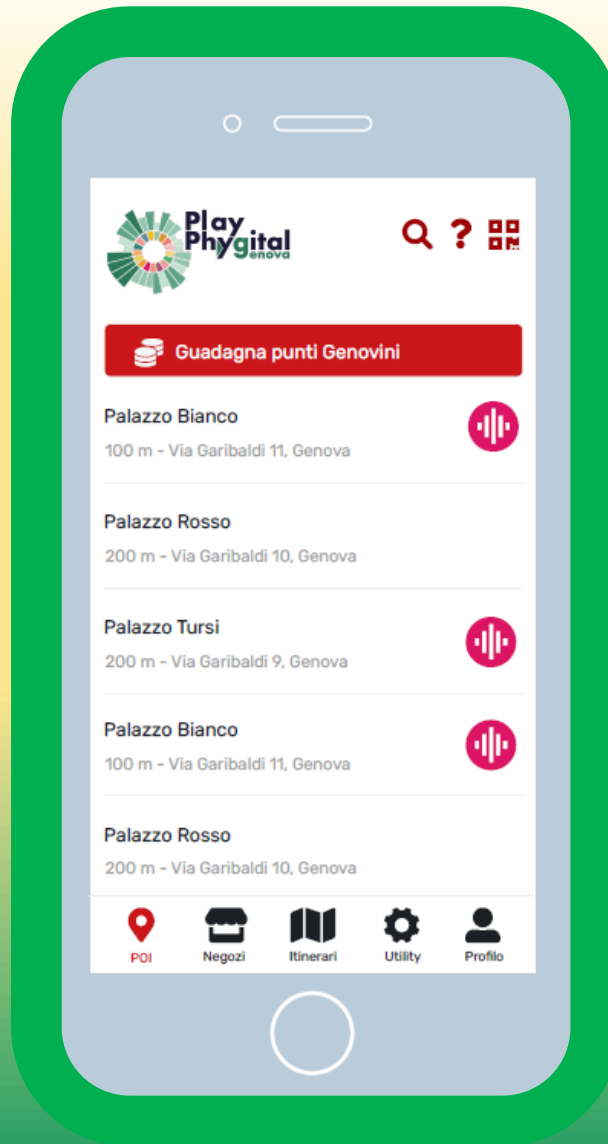 Play
Phygital
enova
Guadagna punti Genovini
Palazzo Bianco
100 m - Via Garibaldi 11, Genova
Palazzo Rosso
200 m - Via Garibaldi 10, Genova
Palazzo Tursi
200 m - Via Garibaldi 9, Genova
Palazzo Bianco
100 m - Via Garibaldi 11, Genova
Palazzo Rosso
200 m - Via Garibaldi 10, Genova
POI Negozi Itinerari Utility Profilo